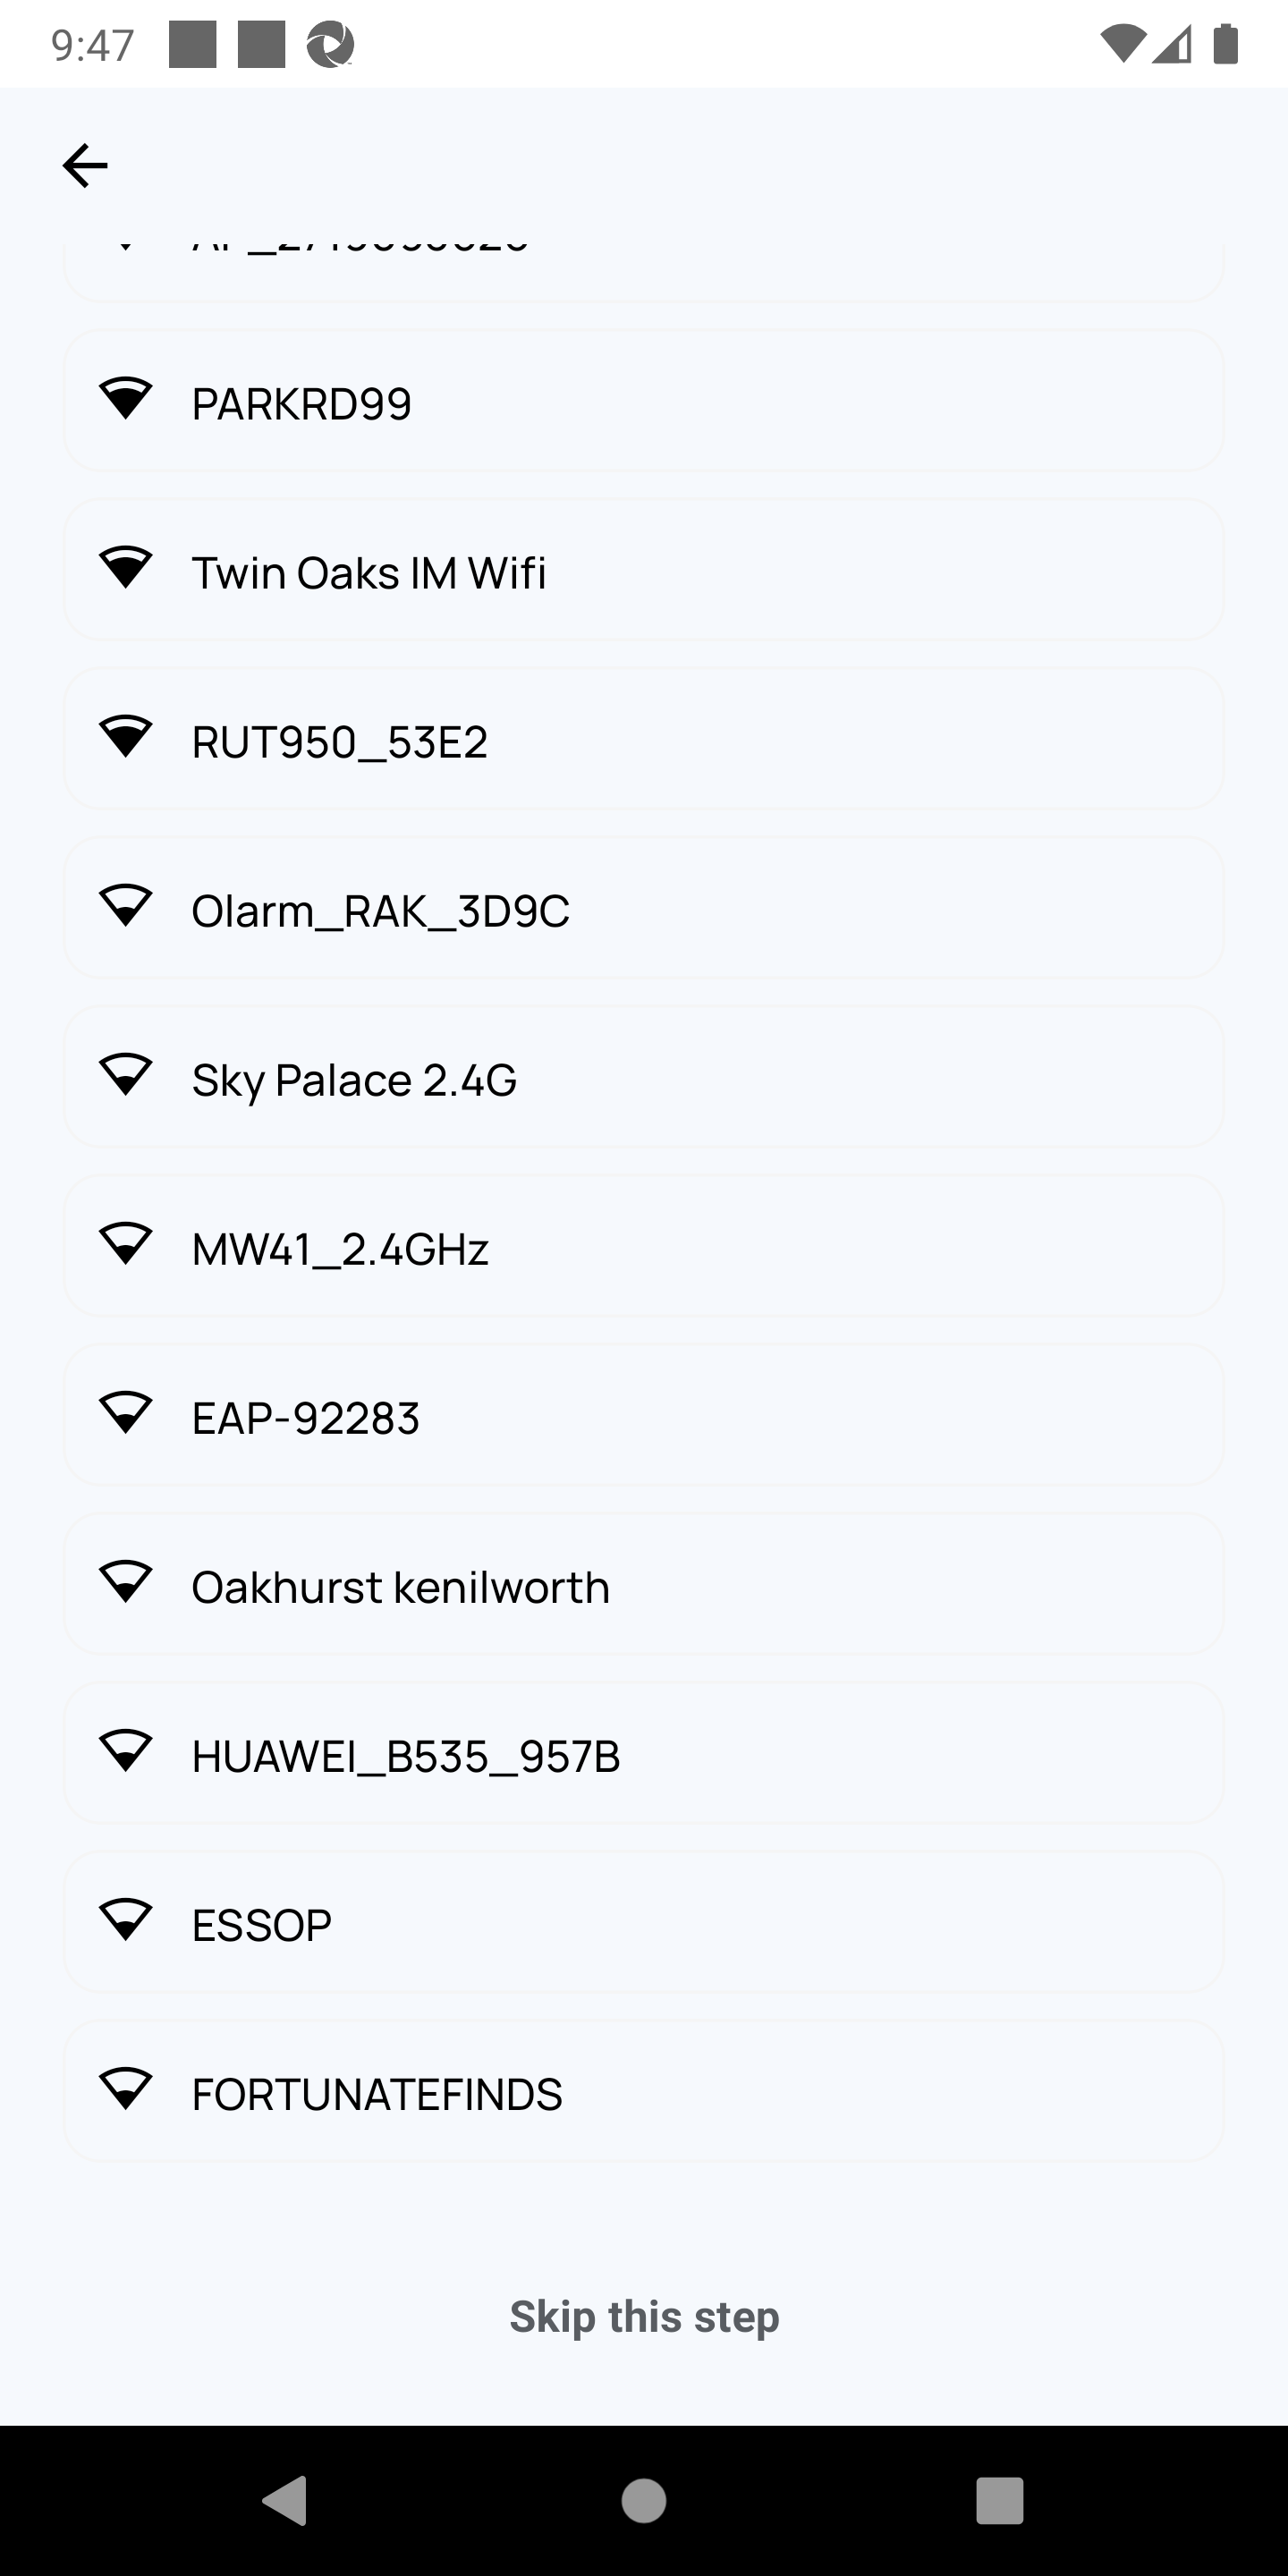 9:47
PARKRD99
Twin Oaks IM Wifi
RUT950_53E2
Olarm_RAK_3D9C
Sky Palace 2.4G
MW41_2.4GHz
EAP-92283
Oakhurst kenilworth
HUAWEI_B535_957B
ESSOP
FORTUNATEFINDS
Skip this step